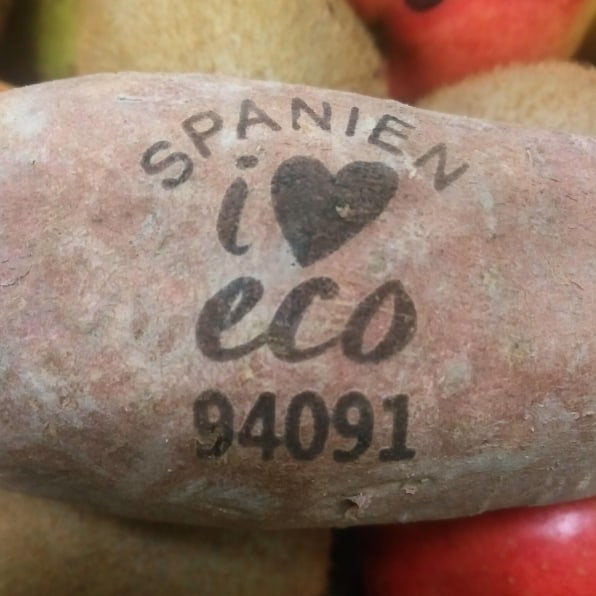 SPANIEN
i ♥
eco
94091